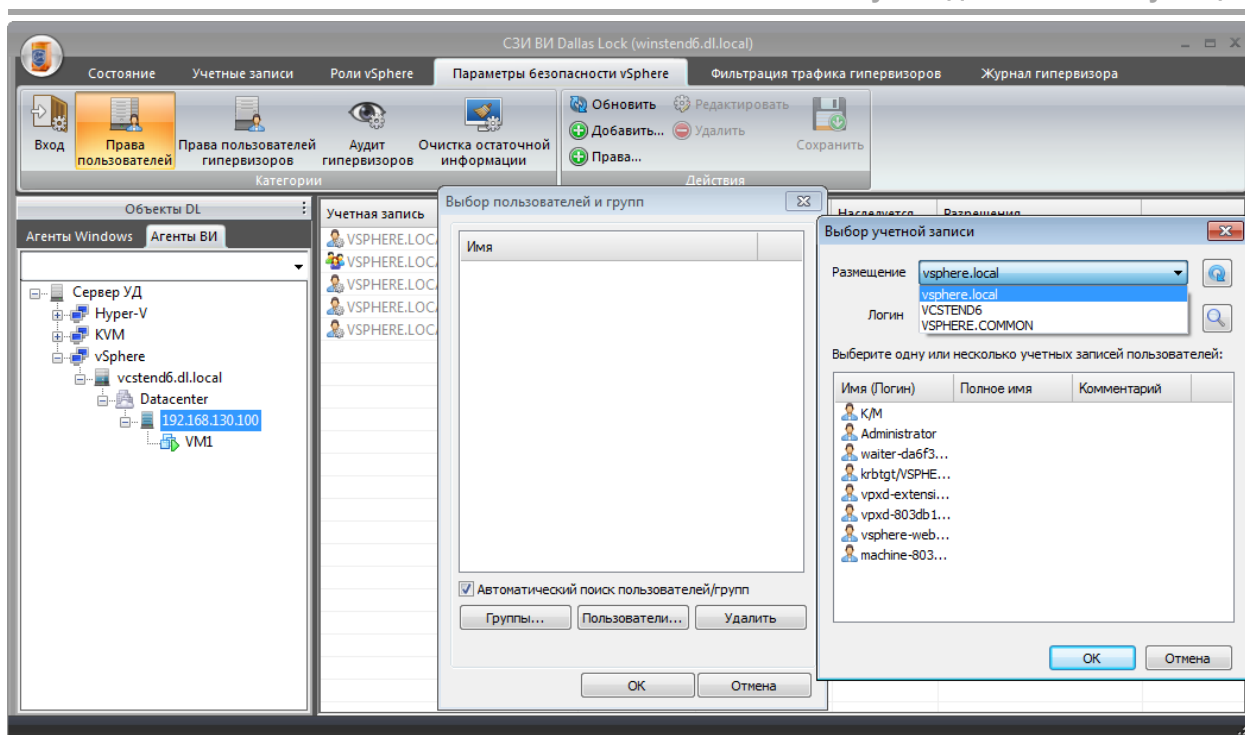 СЗИ ВИ Dallas Lock (winstend6.dl.local)
Состояние Учетные записи Роли vSphere Параметры безопасности vSphere Фильтрация трафика гипервизоров Журнал гипервизора
Вход
Права пользователей
Права пользователей гипервизоров
Аудит гипервизоров
Очистка остаточной информации
Категории
Обновить Редактировать
Добавить... Удалить
Права...
Сохранить
Действия
Объекты DL
Агенты Windows Агенты ВИ
Сервер УД
Hyper-V
KVM
vSphere
vcstend6.dl.local
Datacenter
192.168.130.100
VM1
Учетная запись Наследуется Разрешения
VSPHERE.LOCA
VSPHERE.LOCA
VSPHERE.LOCA
VSPHERE.LOCA
VSPHERE.LOCA
Выбор пользователей и групп
Имя
Автоматический поиск пользователей/групп
Группы... Пользователи... Удалить
ОК Отмена
Выбор учетной записи
Размещение vsphere.local
vsphere.local
VCSTEND6
VSPHERE.COMMON
Логин
Выберите одну или несколько учетных записей пользователей:
Имя (Логин) Полное имя Комментарий
K/M
Administrator
waiter-da6f3...
krbtgt/VSPHE...
vpxd-extensi...
vpxd-803db1...
vsphere-web...
machine-803...
ОК Отмена